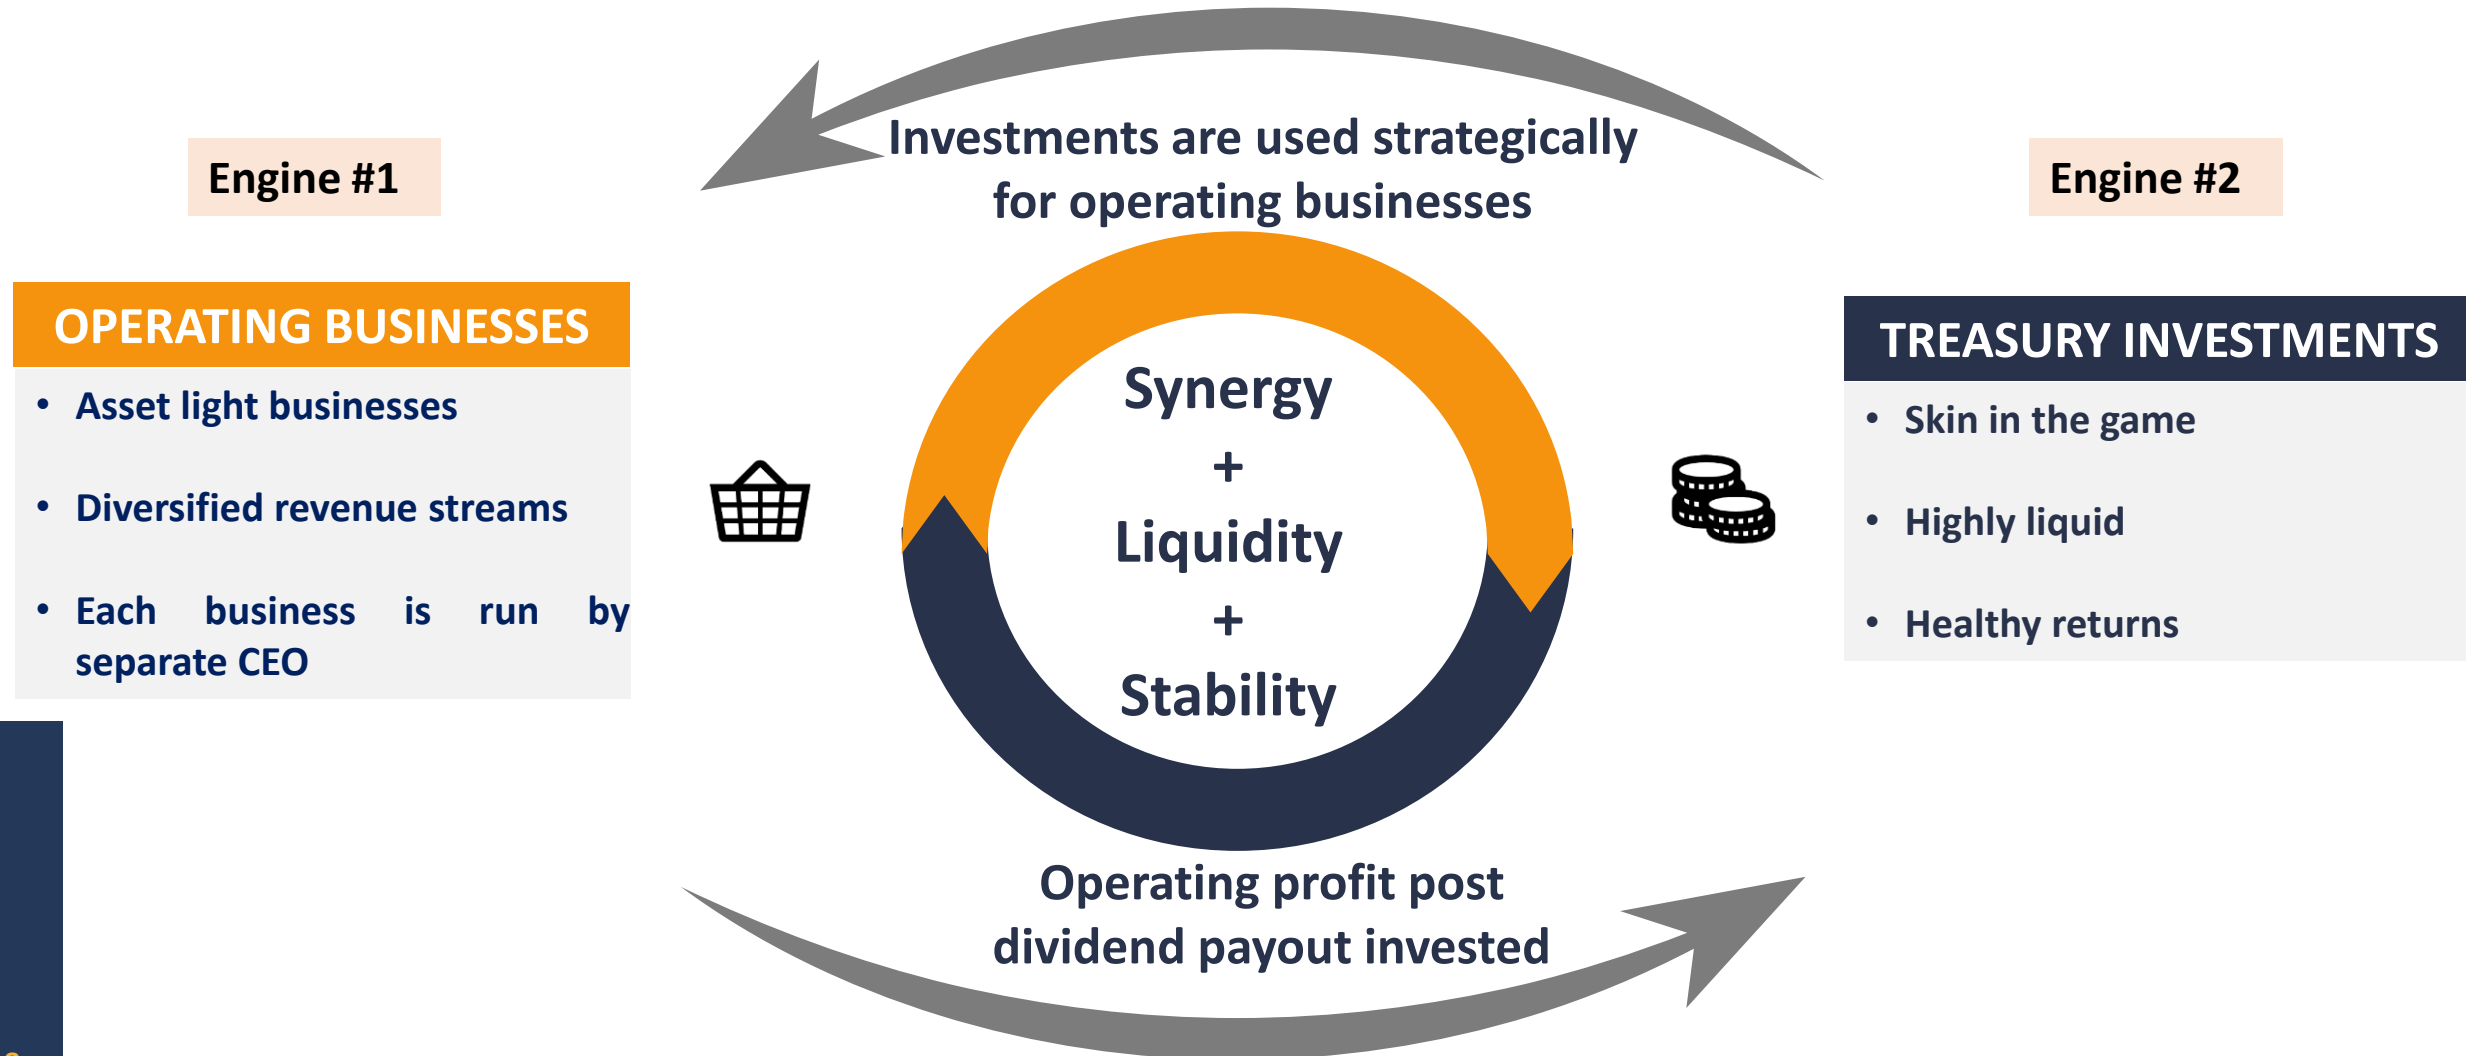 Investments are used strategically
for operating businesses
Engine #1
Engine #2
OPERATING BUSINESSES
• Asset light businesses
• Diversified revenue streams
• Each business is run by
separate CEO
Synergy
+
Liquidity
+
Stability
TREASURY INVESTMENTS
• Skin in the game
• Highly liquid
• Healthy returns
Operating profit post
dividend payout invested